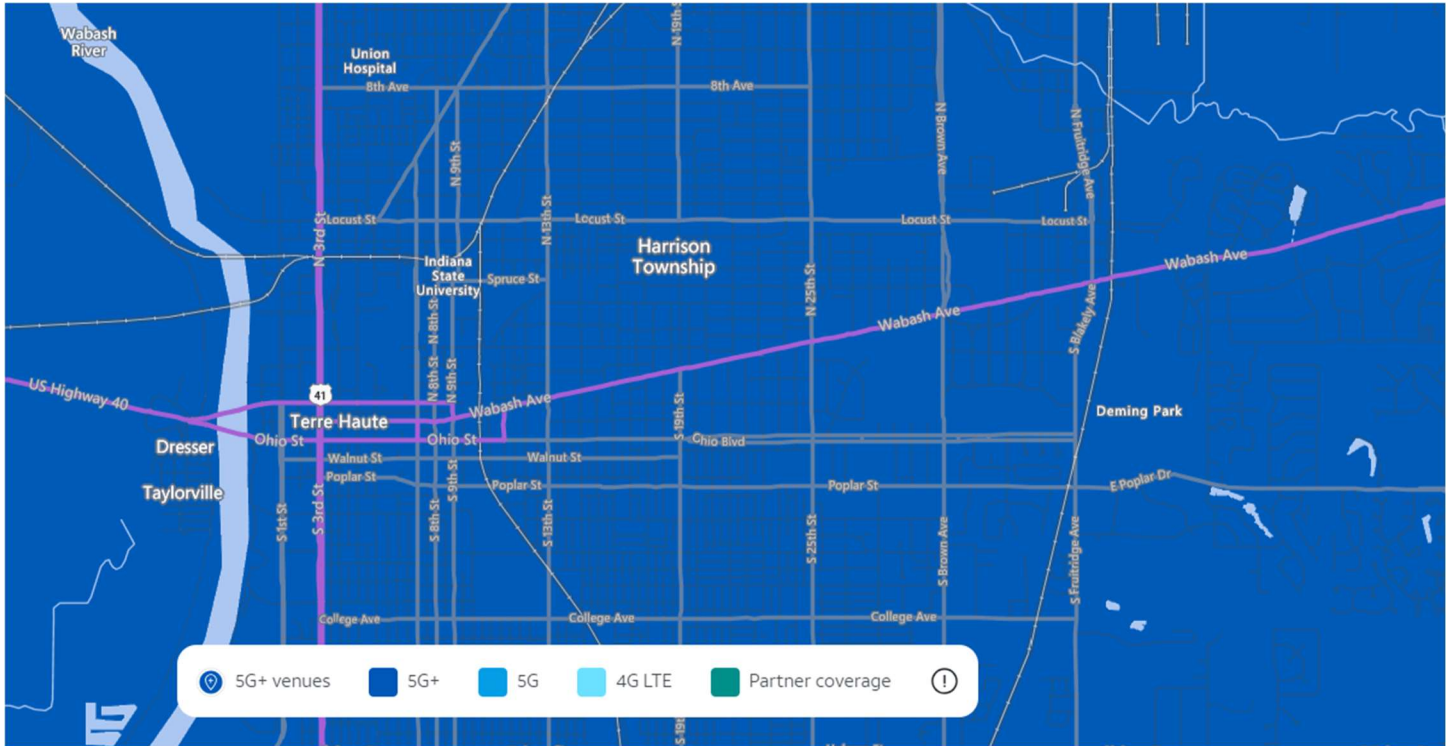 Wabash
River
N 19th St
Union
Hospital
8th Ave
8th Ave
N 9th St
N Brown Ave
N Fruitridge Ave
N 3rd St
Locust St
N 13th St
Locust St
Locust St
Locust St
Harrison
Township
Indiana
State
University
Spruce St
N 25th St
Wabash Ave
Wabash Ave
S Blakely Ave
N 8th St
N 8th St
N 9th St
US Highway 40
41
Wabash Ave
Terre Haute
Ohio St
Ohio St
S 19th St
Ohio Blvd
Deming Park
Dresser
Walnut St
Walnut St
Poplar St
Poplar St
Poplar St
E Poplar Dr
Taylorville
S 1st St
S 3rd St
S 8th St
S 9th St
S 13th St
S 25th St
S Brown Ave
S Fruitridge Ave
College Ave
College Ave
College Ave
5G+ venues
5G+
5G
4G LTE
Partner coverage
!